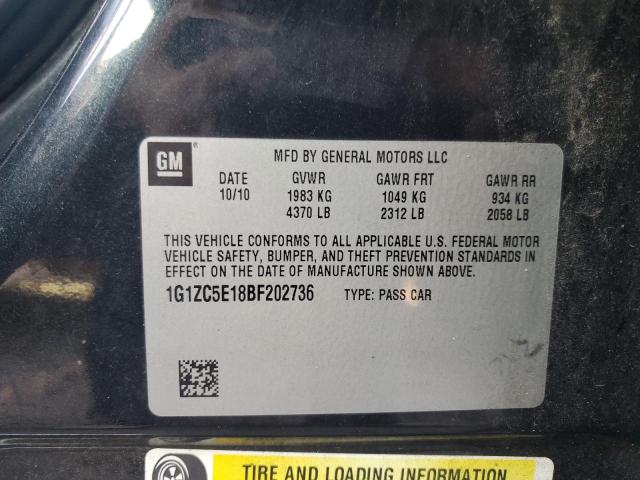 GM ®
MFD BY GENERAL MOTORS LLC
DATE GVWR GAWR FRT GAWR RR
10/10 1983 KG 1049 KG 934 KG
4370 LB 2312 LB 2058 LB
THIS VEHICLE CONFORMS TO ALL APPLICABLE U.S. FEDERAL MOTOR
VEHICLE SAFETY, BUMPER, AND THEFT PREVENTION STANDARDS IN
EFFECT ON THE DATE OF MANUFACTURE SHOWN ABOVE.
1G1ZC5E18BF202736 TYPE: PASS CAR
TIRE AND LOADING INFORMATION